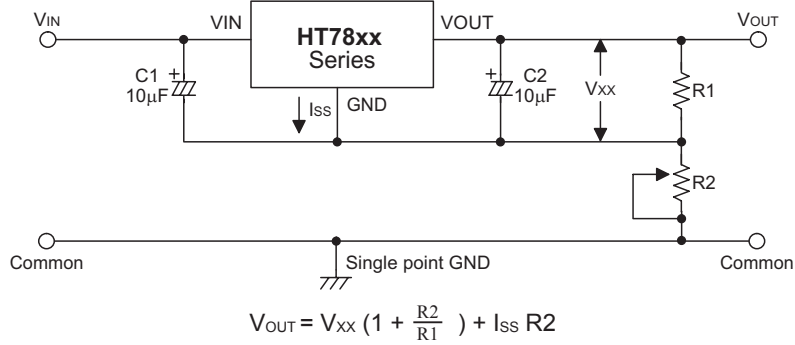 VIN VIN HT78xx VOUT VOUT
Series
C1 10μF
C2 10μF
VXX
R1
ISS
GND
R2
Common
Single point GND
Common
VOUT = VXX (1 + R2/R1 ) + ISS R2